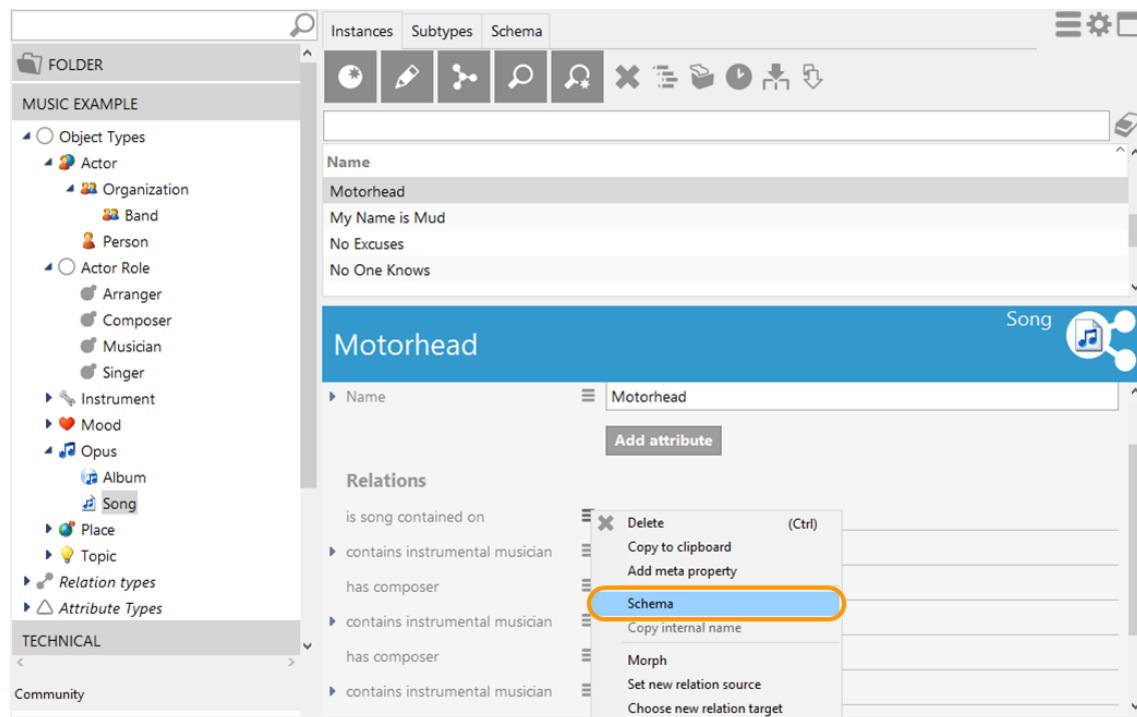 FOLDER
MUSIC EXAMPLE
Object Types
Actor
Organization
Band
Person
Actor Role
Arranger
Composer
Musician
Singer
Instrument
Mood
Opus
Album
Song
Place
Topic
Relation types
Attribute Types
TECHNICAL
Community
Instances Subtypes Schema
Name
Motorhead
My Name is Mud
No Excuses
No One Knows
Song
Motorhead
Name Motorhead
Add attribute
Relations
is song contained on
contains instrumental musician
has composer
contains instrumental musician
has composer
contains instrumental musician
Delete (Ctrl)
Copy to clipboard
Add meta property
Schema
Copy internal name
Morph
Set new relation source
Choose new relation target